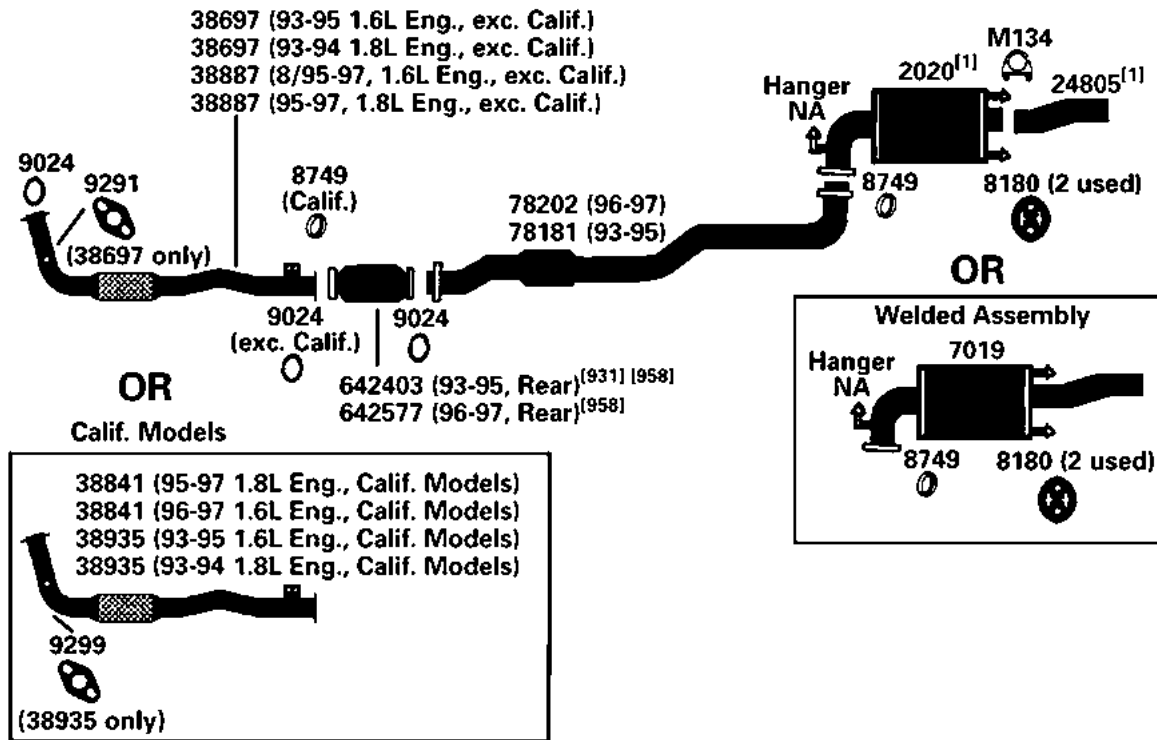 38697 (93-95 1.6L Eng., exc. Calif.)
38697 (93-94 1.8L Eng., exc. Calif.)
38887 (8/95-97, 1.6L Eng., exc. Calif.)
38887 (95-97, 1.8L Eng., exc. Calif.)
M134
2020[1]
24805[1]
Hanger
NA
9024
9291
8749
(Calif.)
(38697 only)
78202 (96-97)
78181 (93-95)
8749
8180 (2 used)
OR
9024
(exc. Calif.)
9024
642403 (93-95, Rear)[931] [958]
642577 (96-97, Rear)[958]
Welded Assembly
7019
Hanger
NA
8749
8180 (2 used)
OR
Calif. Models
38841 (95-97 1.8L Eng., Calif. Models)
38841 (96-97 1.6L Eng., Calif. Models)
38935 (93-95 1.6L Eng., Calif. Models)
38935 (93-94 1.8L Eng., Calif. Models)
9299
(38935 only)